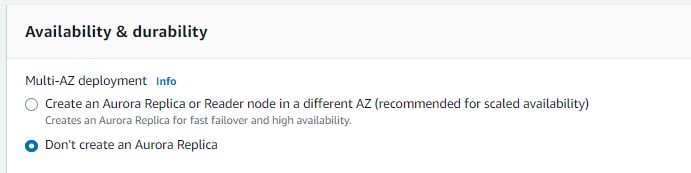 Availability & durability
Multi-AZ deployment Info
Create an Aurora Replica or Reader node in a different AZ (recommended for scaled availability)
Creates an Aurora Replica for fast failover and high availability.
Don't create an Aurora Replica